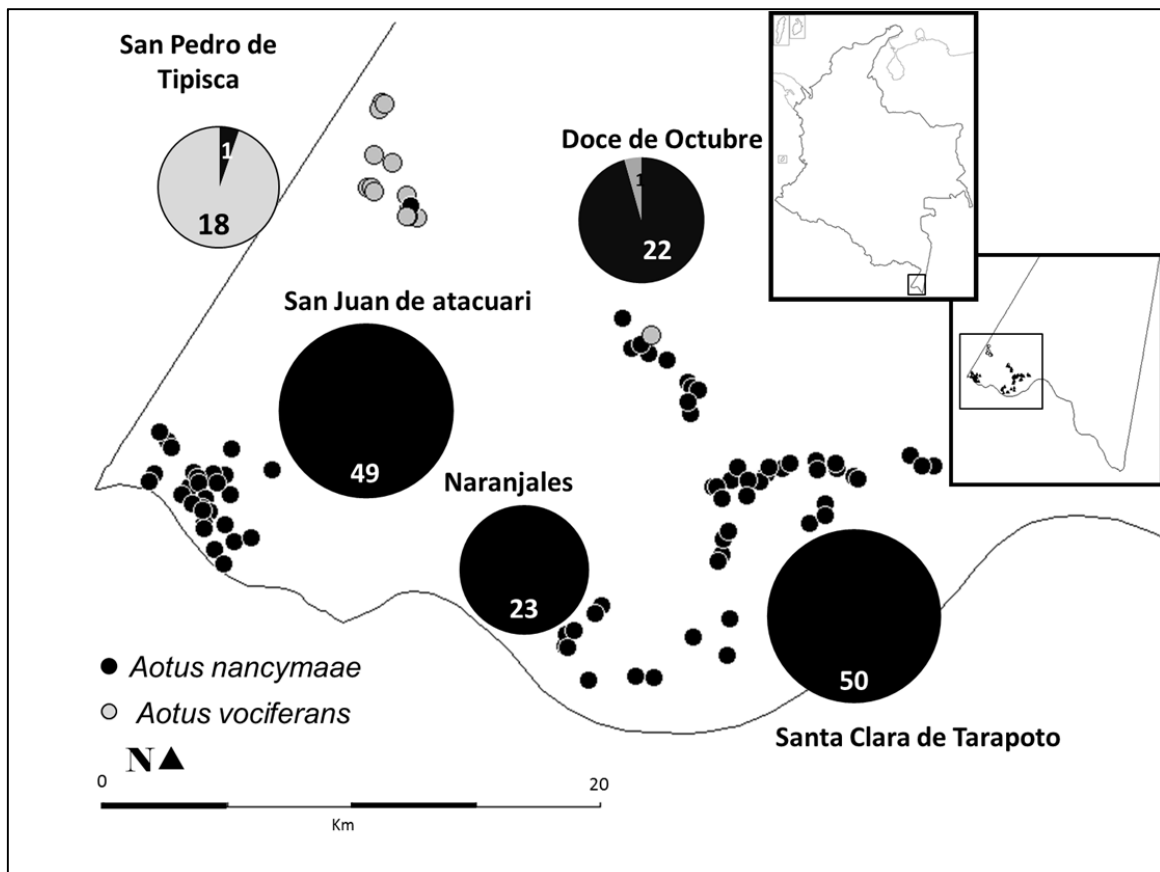 San Pedro de
Tipisca
1
18
Doce de Octubre
1
22
San Juan de atacuari
49
Naranjales
23
50
Santa Clara de Tarapoto
Aotus nancymaae
Aotus vociferans
N
0
20
Km